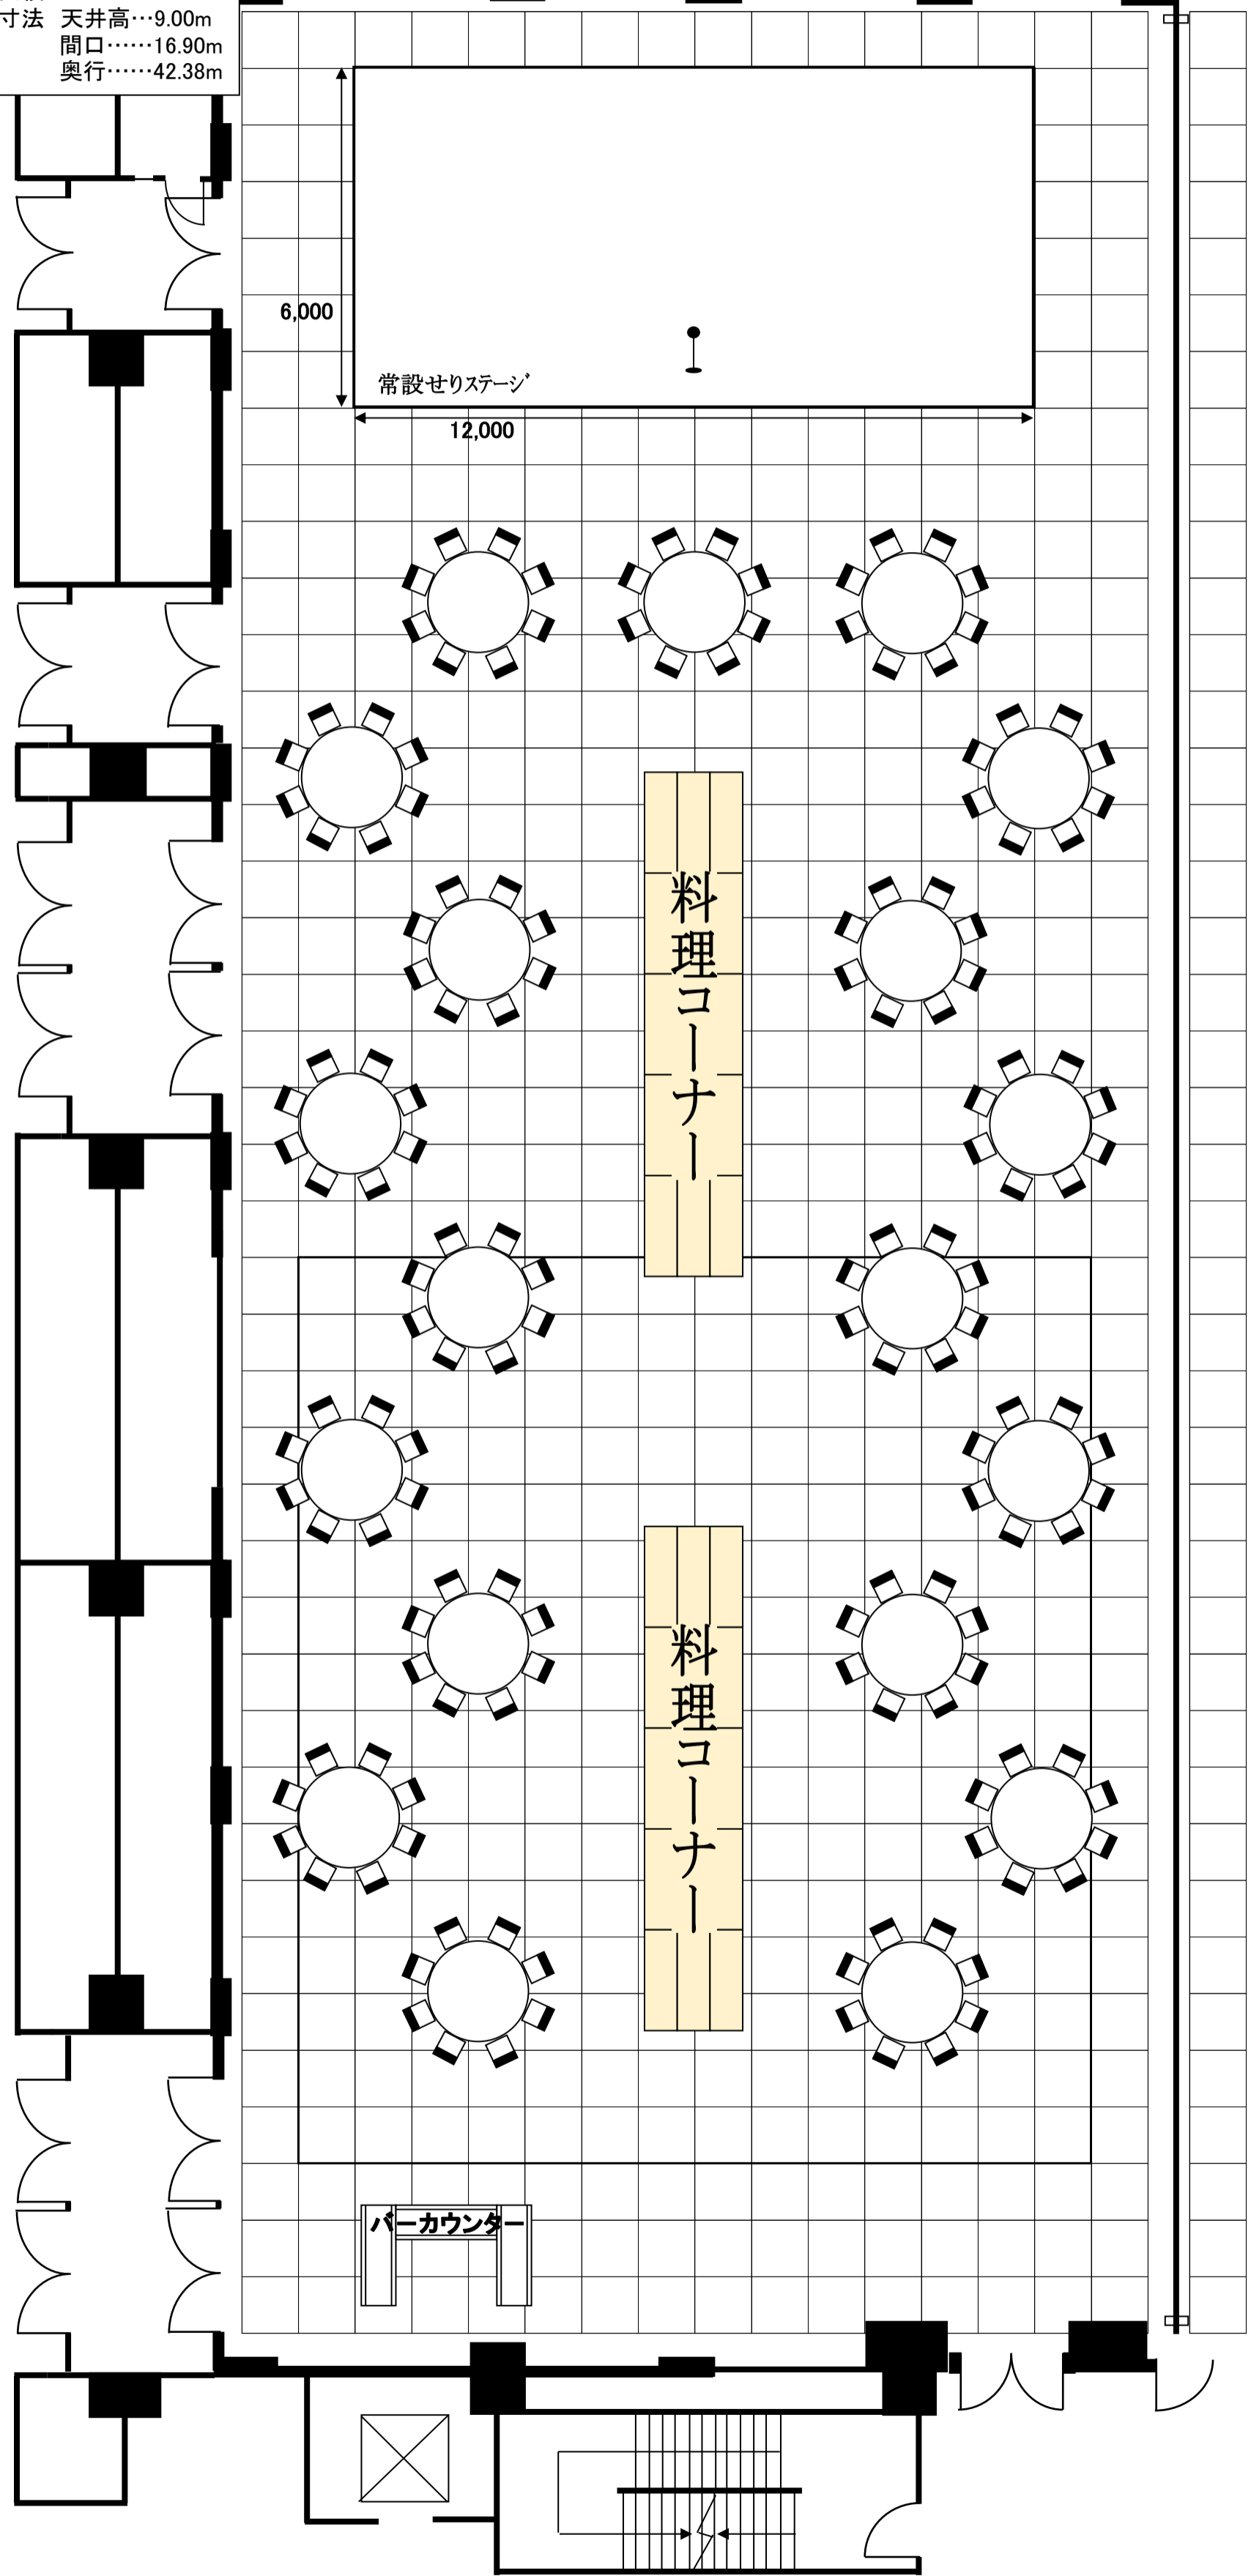 寸法 天井高…9.00m
間口……16.90m
奥行……42.38m
6,000
常設せりステージ
12,000
料理コーナー
料理コーナー
バーカウンター